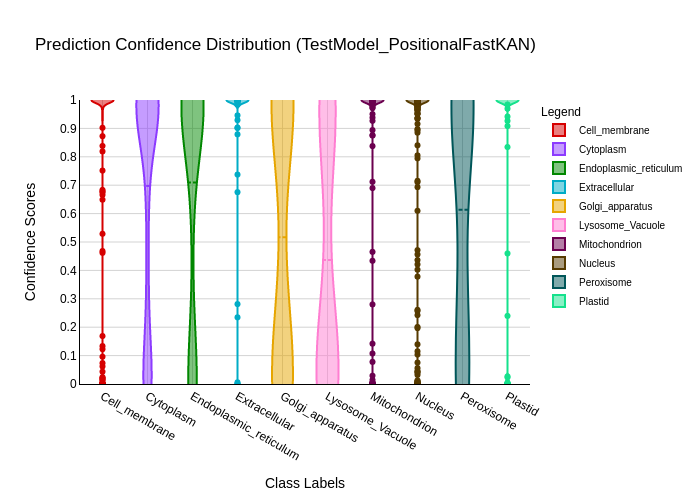 Prediction Confidence Distribution (TestModel_PositionalFastKAN)
Legend
Cell_membrane
Cytoplasm
Endoplasmic_reticulum
Extracellular
Golgi_apparatus
Lysosome_Vacuole
Mitochondrion
Nucleus
Peroxisome
Plastid
Confidence Scores
1
0.9
0.8
0.7
0.6
0.5
0.4
0.3
0.2
0.1
0
Cell_membrane
Cytoplasm
Endoplasmic_reticulum
Extracellular
Golgi_apparatus
Lysosome_Vacuole
Mitochondrion
Nucleus
Peroxisome
Plastid
Class Labels